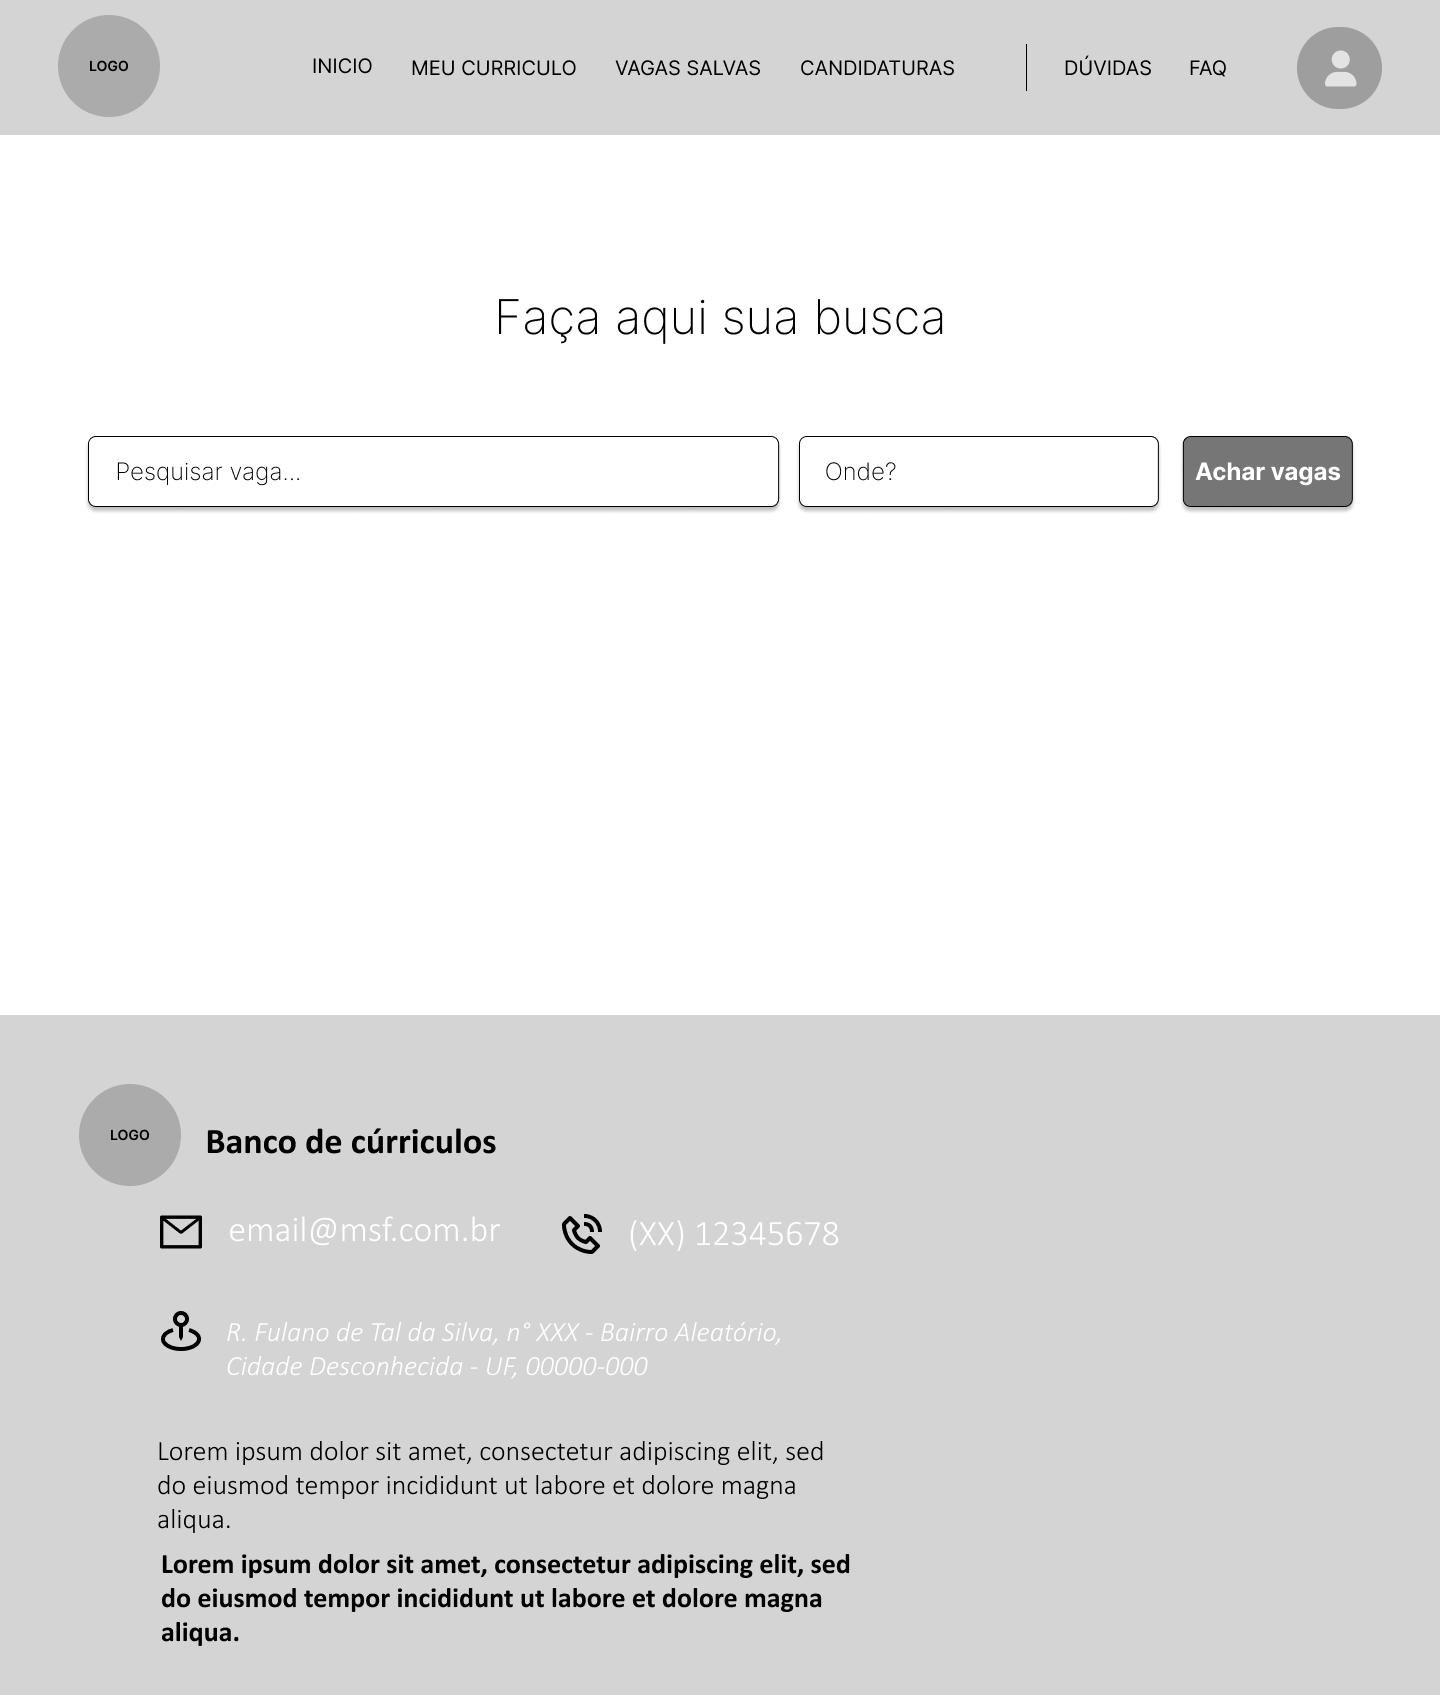 LOGO
INICIO
MEU CURRICULO
VAGAS SALVAS
CANDIDATURAS
DÚVIDAS
FAQ
Faça aqui sua busca
Pesquisar vaga...
Onde?
Achar vagas
LOGO
Banco de cúrriculos
email@msf.com.br
(XX) 12345678
R. Fulano de Tal da Silva, n° XXX - Bairro Aleatório,
Cidade Desconhecida - UF, 00000-000
Lorem ipsum dolor sit amet, consectetur adipiscing elit, sed
do eiusmod tempor incididunt ut labore et dolore magna
aliqua.
Lorem ipsum dolor sit amet, consectetur adipiscing elit, sed
do eiusmod tempor incididunt ut labore et dolore magna
aliqua.